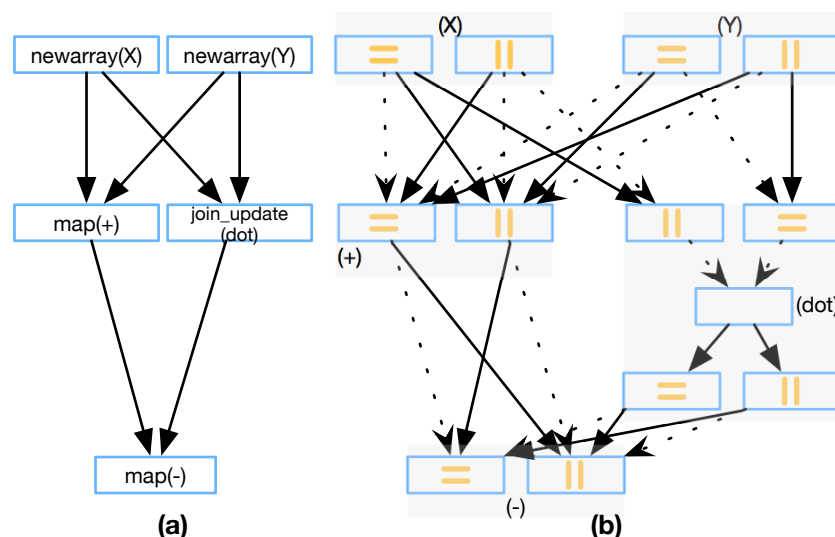 newarray(X)
newarray(Y)
map(+)
join_update
(dot)
map(-)
(a)
(X)
(Y)
(+)
(dot)
(-)
(b)